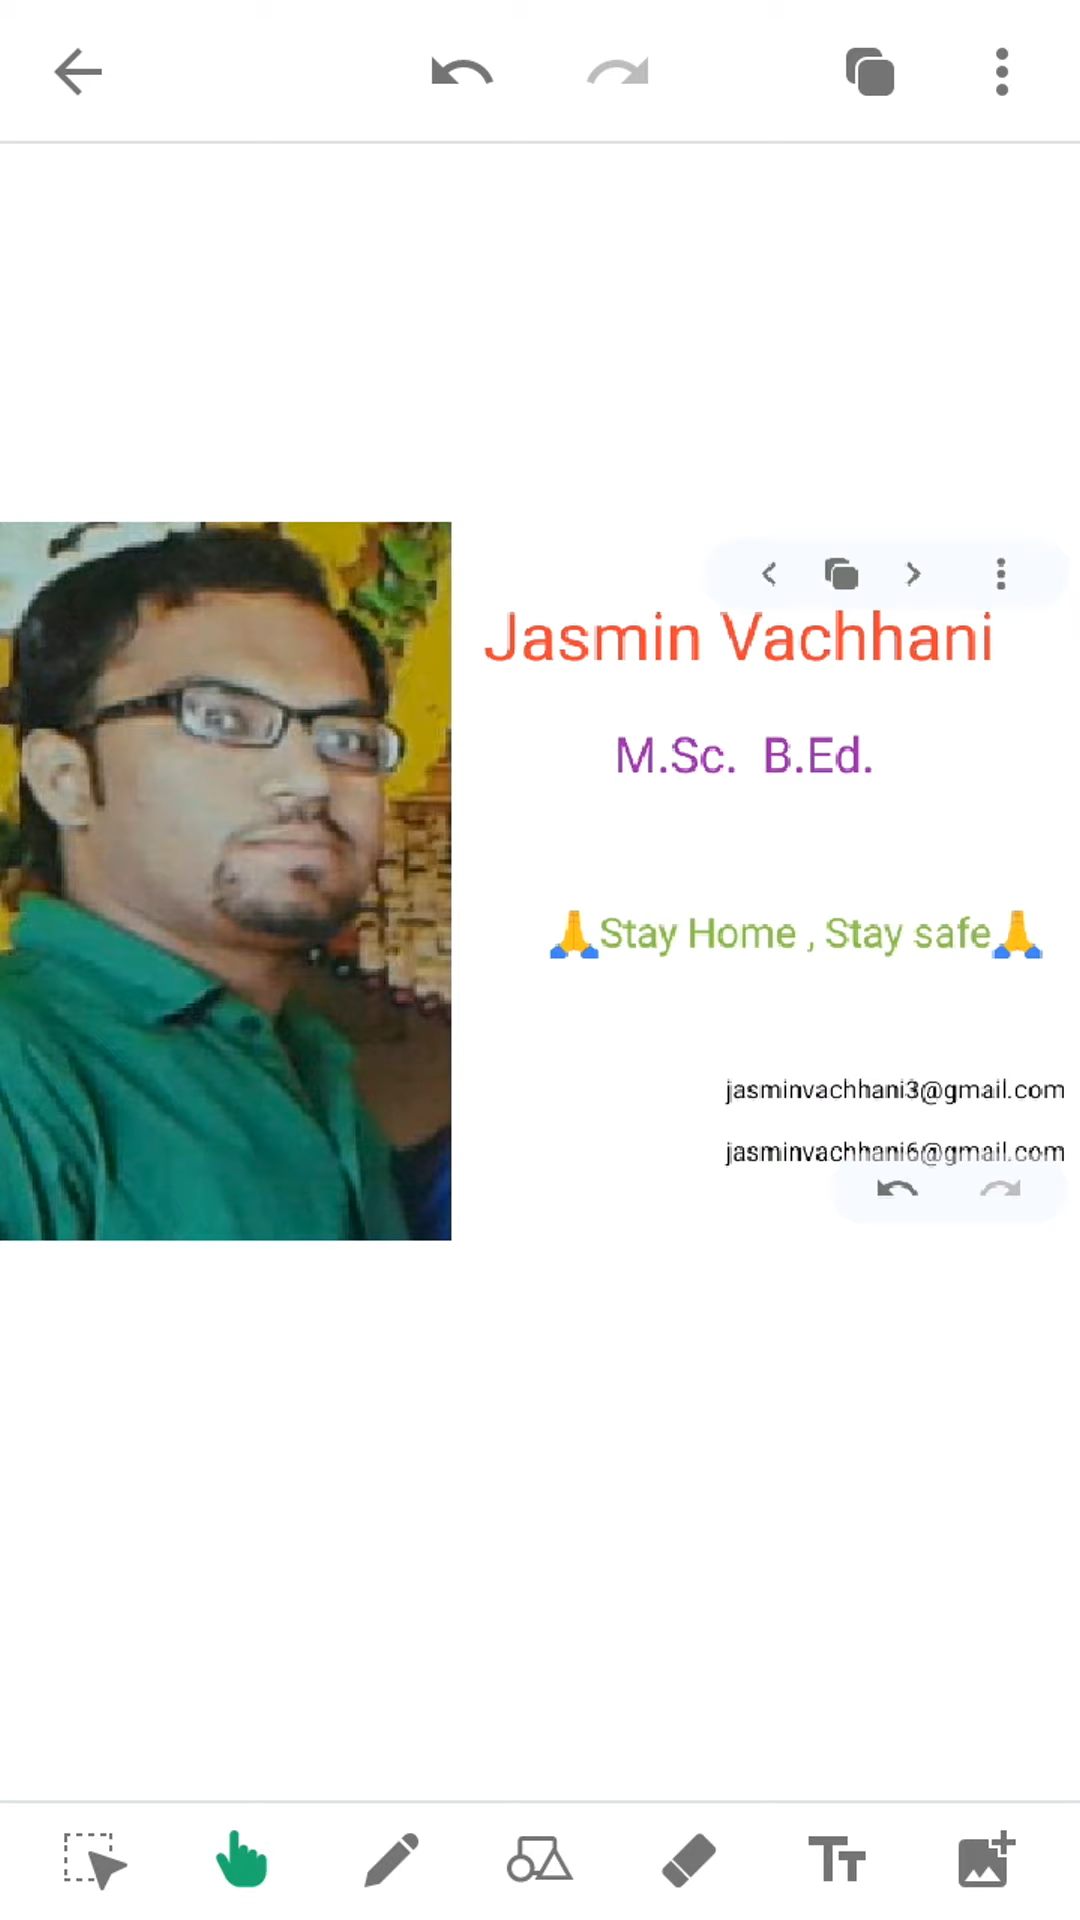 Jasmin Vachhani
M.Sc. B.Ed.
🙏Stay Home , Stay safe🙏
jasminvachhani3@gmail.com
jasminvachhani6@gmail.com